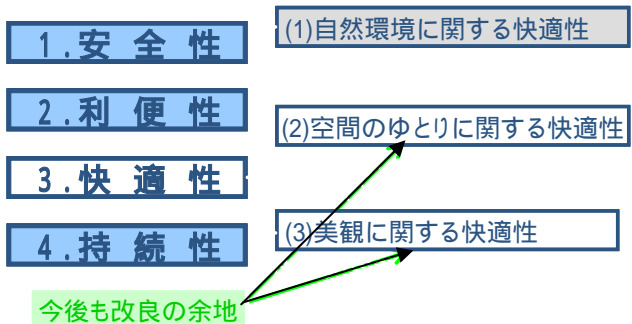 1.安全性
2.利便性
3.快適性
4.持続性
(1)自然環境に関する快適性
(2)空間のゆとりに関する快適性
(3)美観に関する快適性
今後も改良の余地